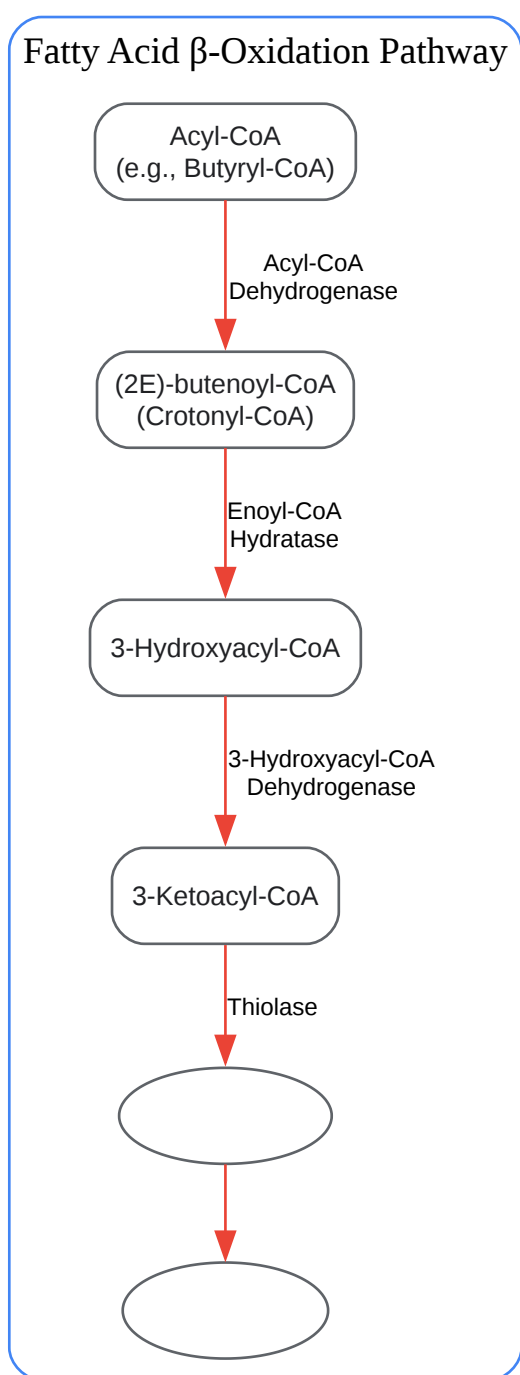 Fatty Acid β-Oxidation Pathway
Acyl-CoA
(e.g., Butyryl-CoA)
Acyl-CoA
Dehydrogenase
(2E)-butenoyl-CoA
(Crotonyl-CoA)
Enoyl-CoA
Hydratase
3-Hydroxyacyl-CoA
3-Hydroxyacyl-CoA
Dehydrogenase
3-Ketoacyl-CoA
Thiolase